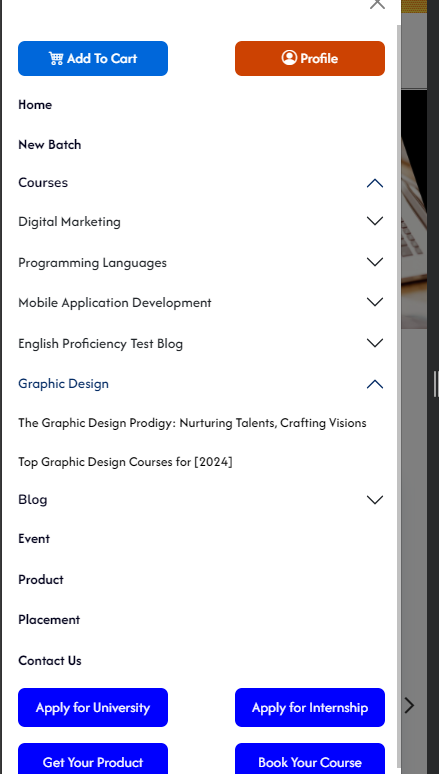 Add To Cart
Profile
Home
New Batch
Courses
Digital Marketing
Programming Languages
Mobile Application Development
English Proficiency Test Blog
Graphic Design
The Graphic Design Prodigy: Nurturing Talents, Crafting Visions
Top Graphic Design Courses for [2024]
Blog
Event
Product
Placement
Contact Us
Apply for University
Apply for Internship
Get Your Product
Book Your Course